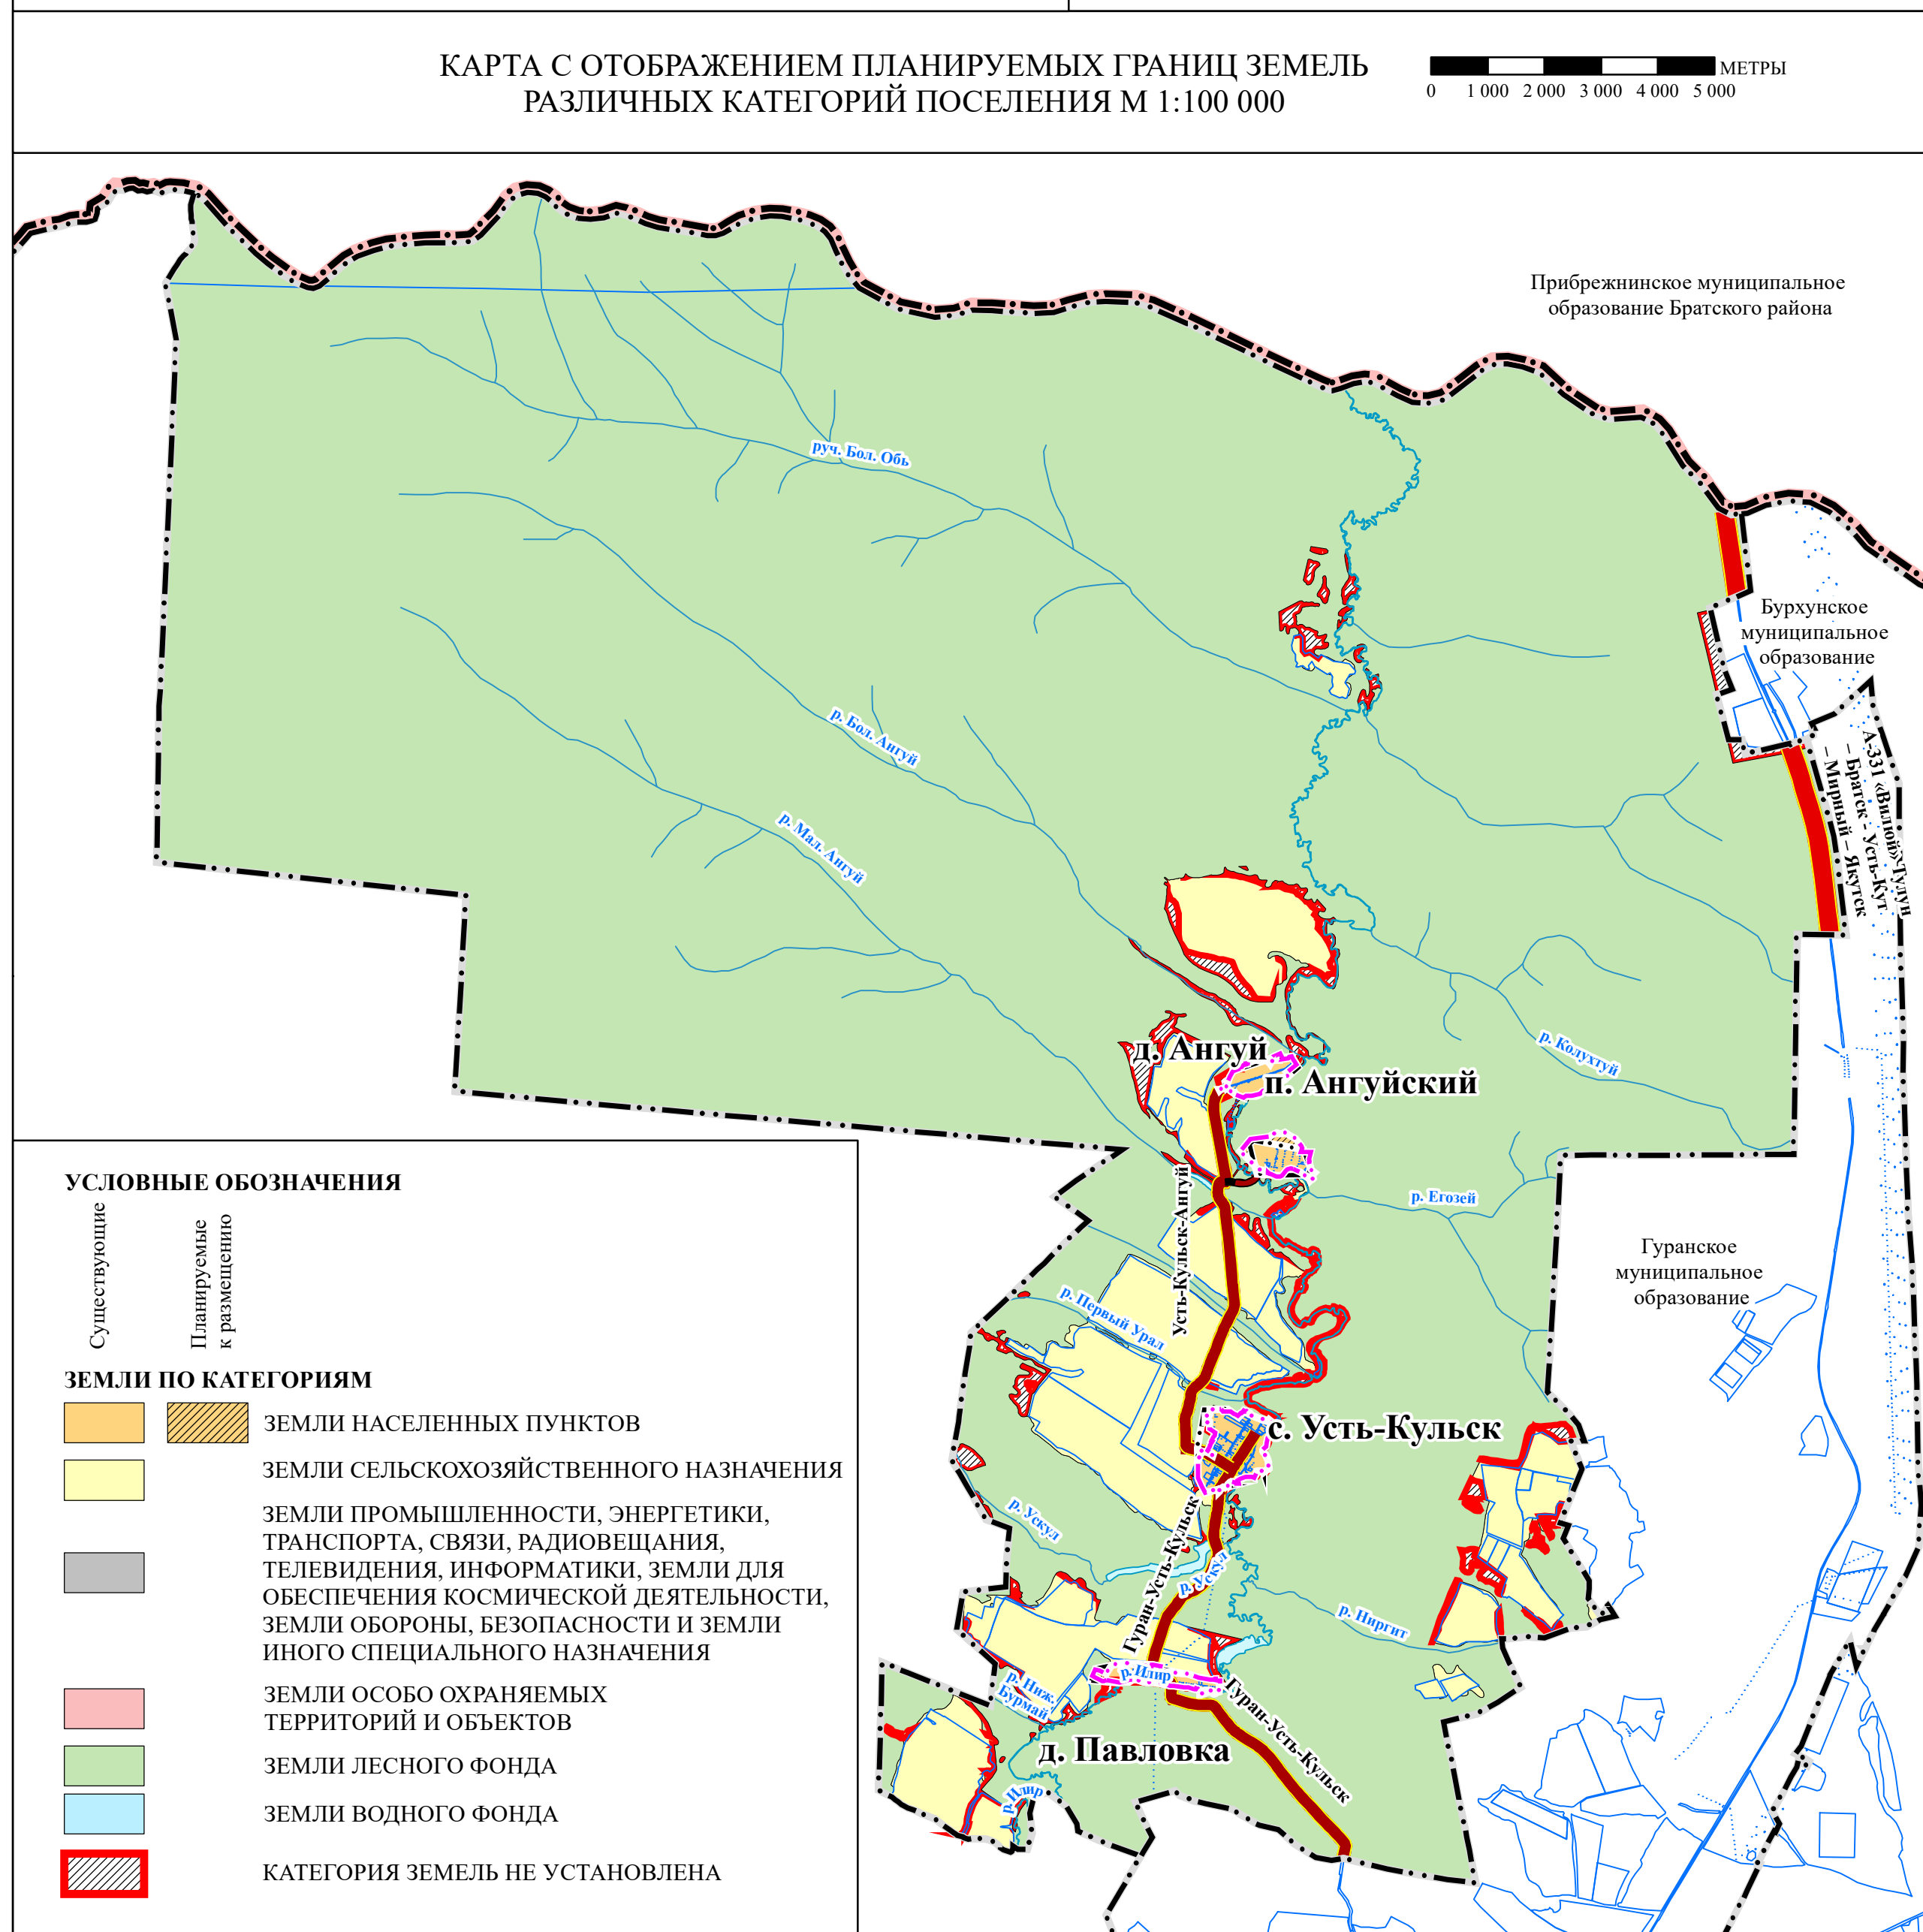 КАРТА С ОТОБРАЖЕНИЕМ ПЛАНИРУЕМЫХ ГРАНИЦ ЗЕМЕЛЬ
РАЗЛИЧНЫХ КАТЕГОРИЙ ПОСЕЛЕНИЯ М 1:100 000
МЕТРЫ
0 1 000 2 000 3 000 4 000 5 000
Прибрежнинское муниципальное
образование Братского района
руч. Бол. Обь
Бурхунское
муниципальное
образование
р. Бол. Ангуй
р. Мал. Ангуй
А-331 «Вилюй» Тулун
– Братск - Усть-Кут
– Мирный – Якутск
р. Колухтуй
д. Ангуй
п. Ангуйский
Усть-Кульск-Ангуй
р. Егозей
Гуранское
муниципальное
образование
р. Первый Урал
с. Усть-Кульск
р. Ускул
Гуран-Усть-Кульск
р. Ускул
р. Ниргит
р. Илир
р. Ниж.
Бурмай
Гуран-Усть-Кульск
д. Павловка
р. Илир
УСЛОВНЫЕ ОБОЗНАЧЕНИЯ
Существующие
Планируемые
к размещению
ЗЕМЛИ ПО КАТЕГОРИЯМ
ЗЕМЛИ НАСЕЛЕННЫХ ПУНКТОВ
ЗЕМЛИ СЕЛЬСКОХОЗЯЙСТВЕННОГО НАЗНАЧЕНИЯ
ЗЕМЛИ ПРОМЫШЛЕННОСТИ, ЭНЕРГЕТИКИ,
ТРАНСПОРТА, СВЯЗИ, РАДИОВЕЩАНИЯ,
ТЕЛЕВИДЕНИЯ, ИНФОРМАТИКИ, ЗЕМЛИ ДЛЯ
ОБЕСПЕЧЕНИЯ КОСМИЧЕСКОЙ ДЕЯТЕЛЬНОСТИ,
ЗЕМЛИ ОБОРОНЫ, БЕЗОПАСНОСТИ И ЗЕМЛИ
ИНОГО СПЕЦИАЛЬНОГО НАЗНАЧЕНИЯ
ЗЕМЛИ ОСОБО ОХРАНЯЕМЫХ
ТЕРРИТОРИЙ И ОБЪЕКТОВ
ЗЕМЛИ ЛЕСНОГО ФОНДА
ЗЕМЛИ ВОДНОГО ФОНДА
КАТЕГОРИЯ ЗЕМЕЛЬ НЕ УСТАНОВЛЕНА